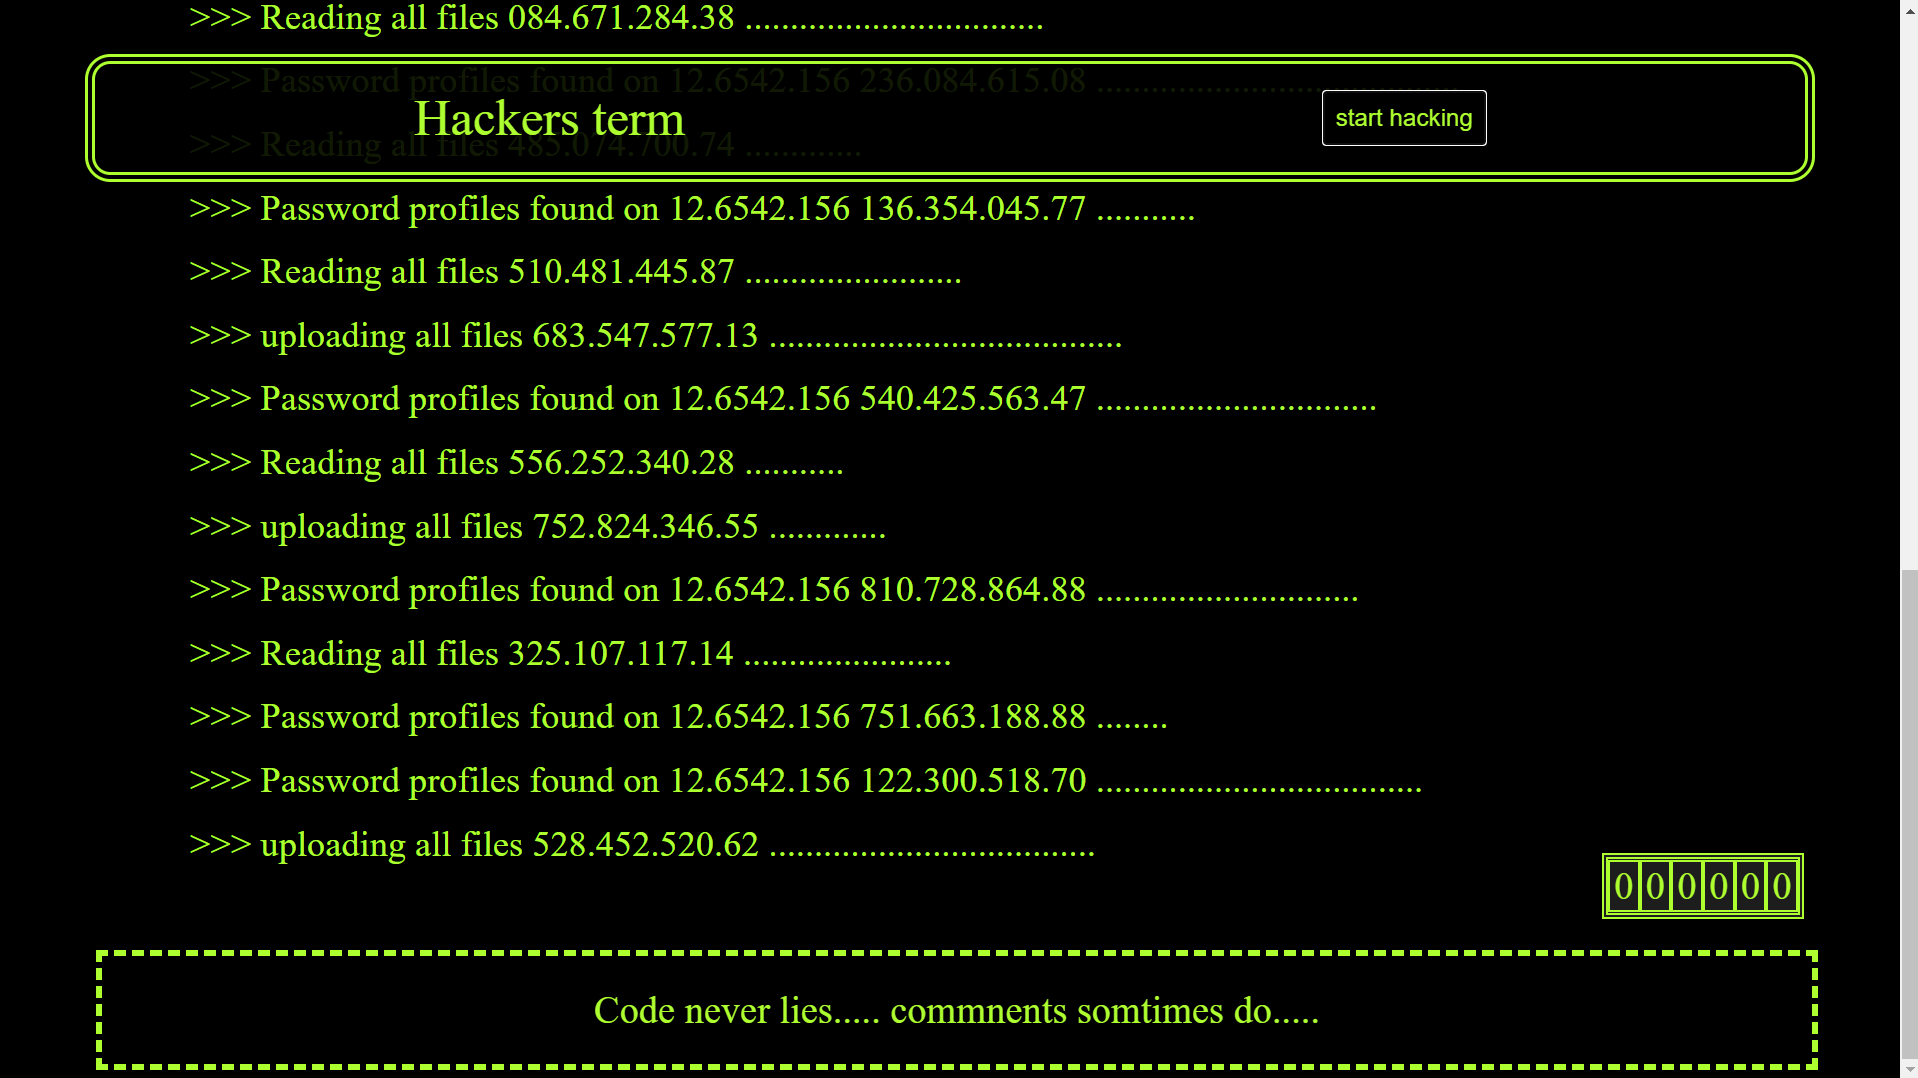 >>> Reading all files 084.671.284.38 .................................
>>> Password profiles found on 12.6542.156 236.084.615.08 ........................................
Hackers term
start hacking
>>> Reading all files 485.074.700.74 .............
>>> Password profiles found on 12.6542.156 136.354.045.77 ...........
>>> Reading all files 510.481.445.87 ........................
>>> uploading all files 683.547.577.13 .......................................
>>> Password profiles found on 12.6542.156 540.425.563.47 ...............................
>>> Reading all files 556.252.340.28 ...........
>>> uploading all files 752.824.346.55 .............
>>> Password profiles found on 12.6542.156 810.728.864.88 .............................
>>> Reading all files 325.107.117.14 .......................
>>> Password profiles found on 12.6542.156 751.663.188.88 ........
>>> Password profiles found on 12.6542.156 122.300.518.70 ....................................
>>> uploading all files 528.452.520.62 ....................................
0 0 0 0 0 0
Code never lies..... commnents somtimes do.....